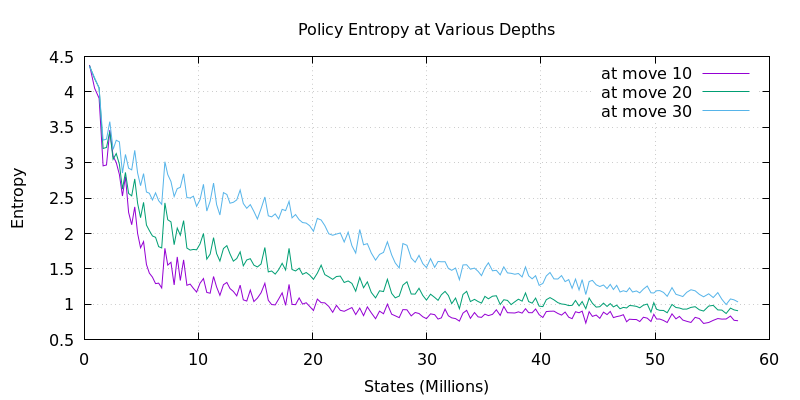 Policy Entropy at Various Depths
at move 10
at move 20
at move 30
Entropy
4.5
4
3.5
3
2.5
2
1.5
1
0.5
0 10 20 30 40 50 60
States (Millions)